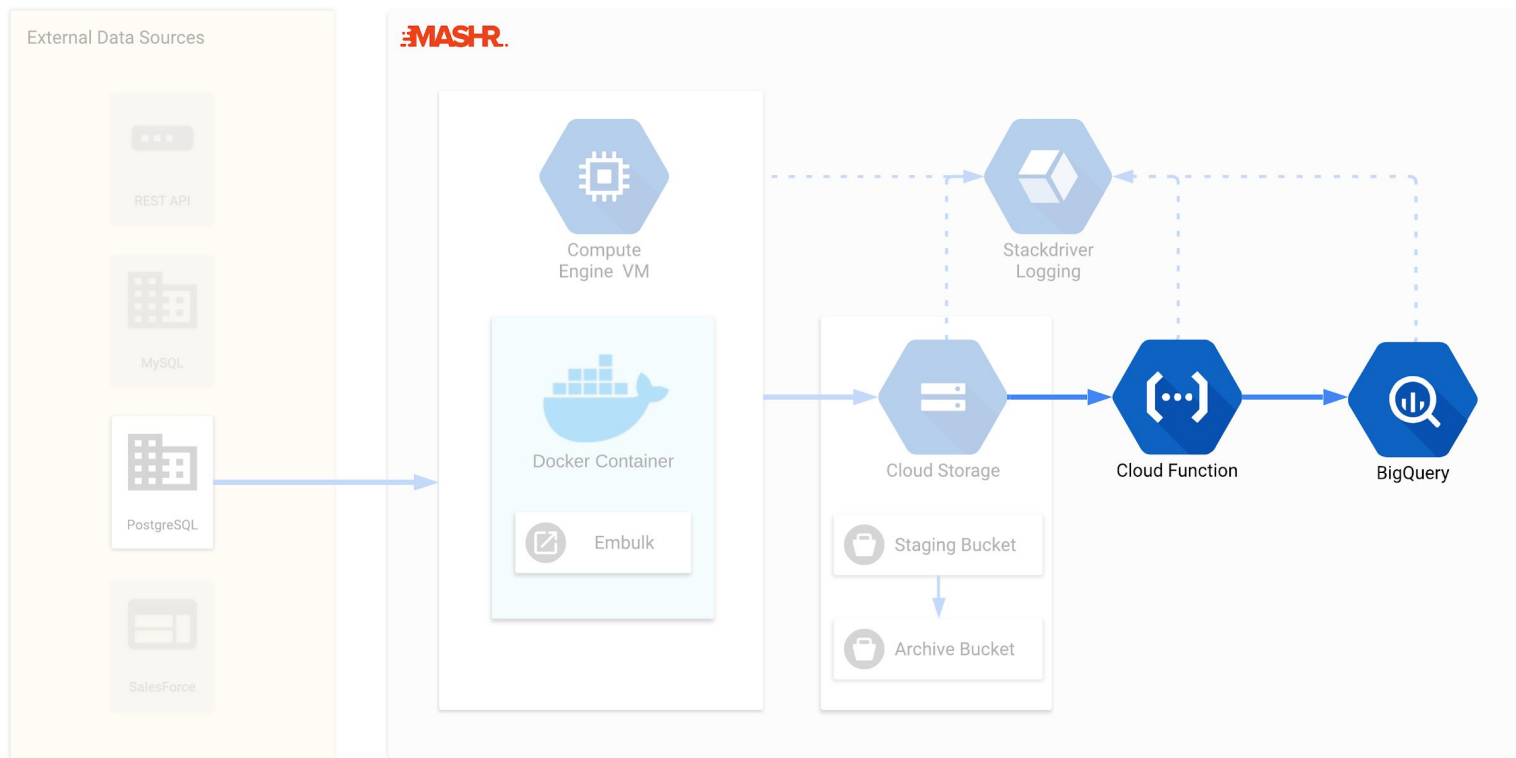 External Data Sources
REST API
MySQL
PostgreSQL
SalesForce
MASHR.
Compute
Engine VM
Docker Container
Embulk
Stackdriver
Logging
Cloud Storage
Staging Bucket
Archive Bucket
Cloud Function
BigQuery